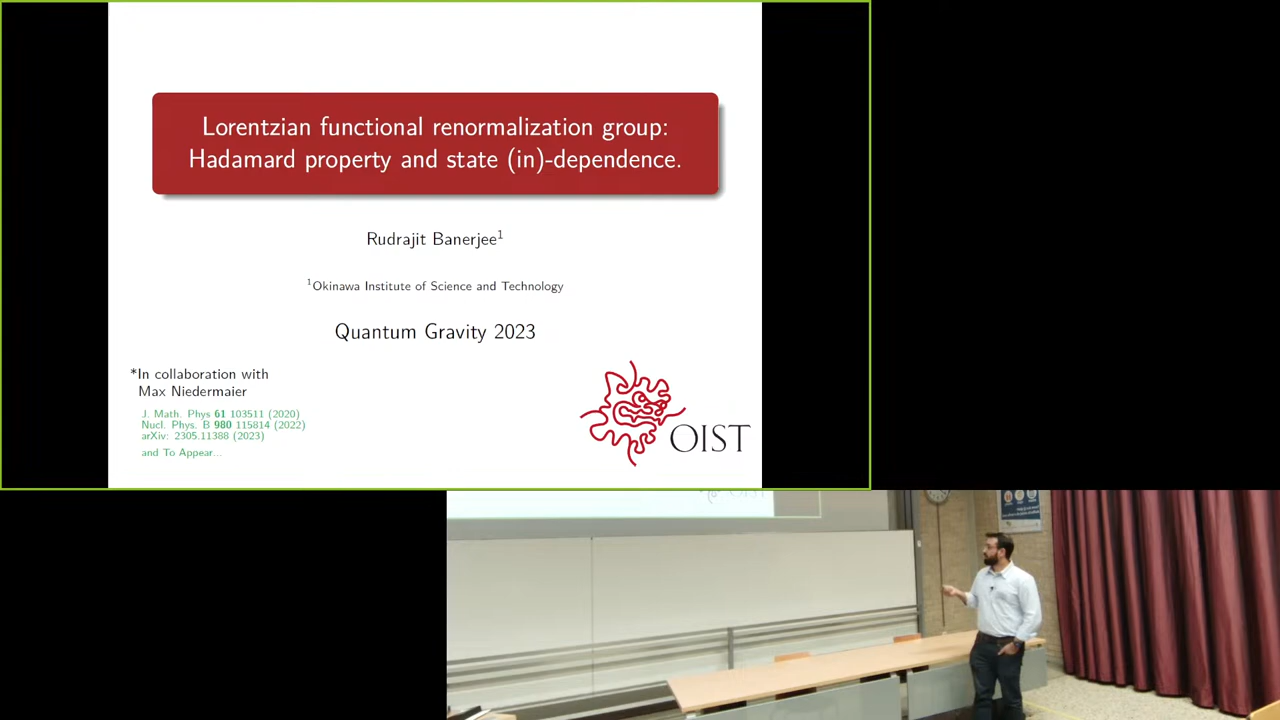 Lorentzian functional renormalization group:
Hadamard property and state (in)-dependence.
Rudrajit Banerjee¹
¹Okinawa Institute of Science and Technology
Quantum Gravity 2023
*In collaboration with
Max Niedermaier
J. Math. Phys 61 103511 (2020)
Nucl. Phys. B 980 115814 (2022)
arXiv: 2305.11388 (2023)
and To Appear...
OIST
OIST